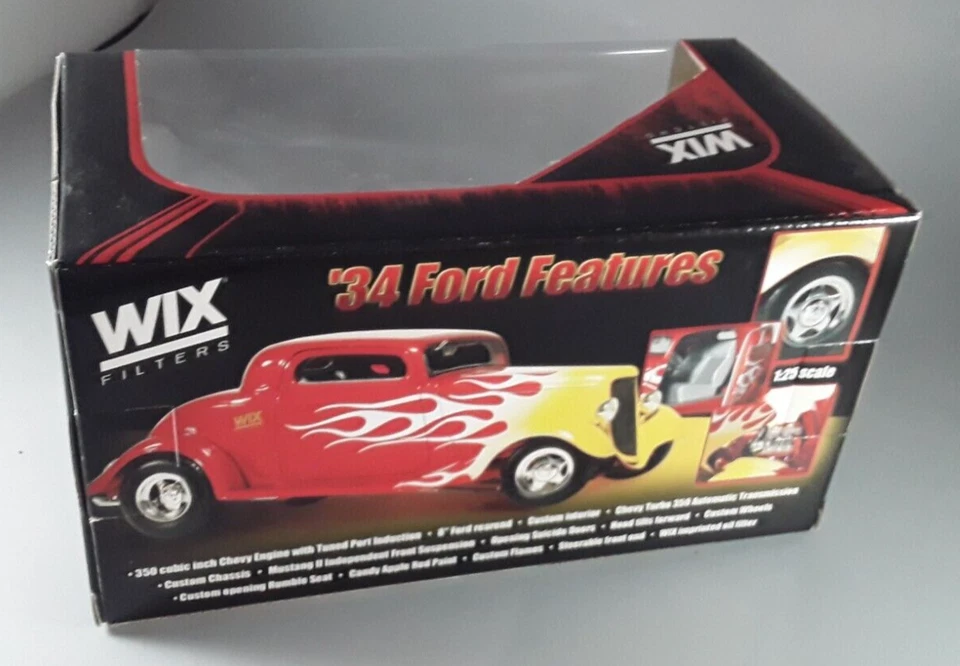 WIX
FILTERS
WIX
FILTERS
'34 Ford Features
WIX
1:25 scale
• 350 cubic inch Chevy Engine with Tuned Port Induction • 8" Ford rearend • Custom interior • Chevy Turbo 350 Automatic Transmission
• Custom Chassis • Mustang II Independent Front Suspension • Opening Suicide Doors • Hood tilts forward • Custom Wheels
• Custom opening Rumble Seat • Candy Apple Red Paint • Custom Flames • Steerable front end • WIX imprinted oil filter